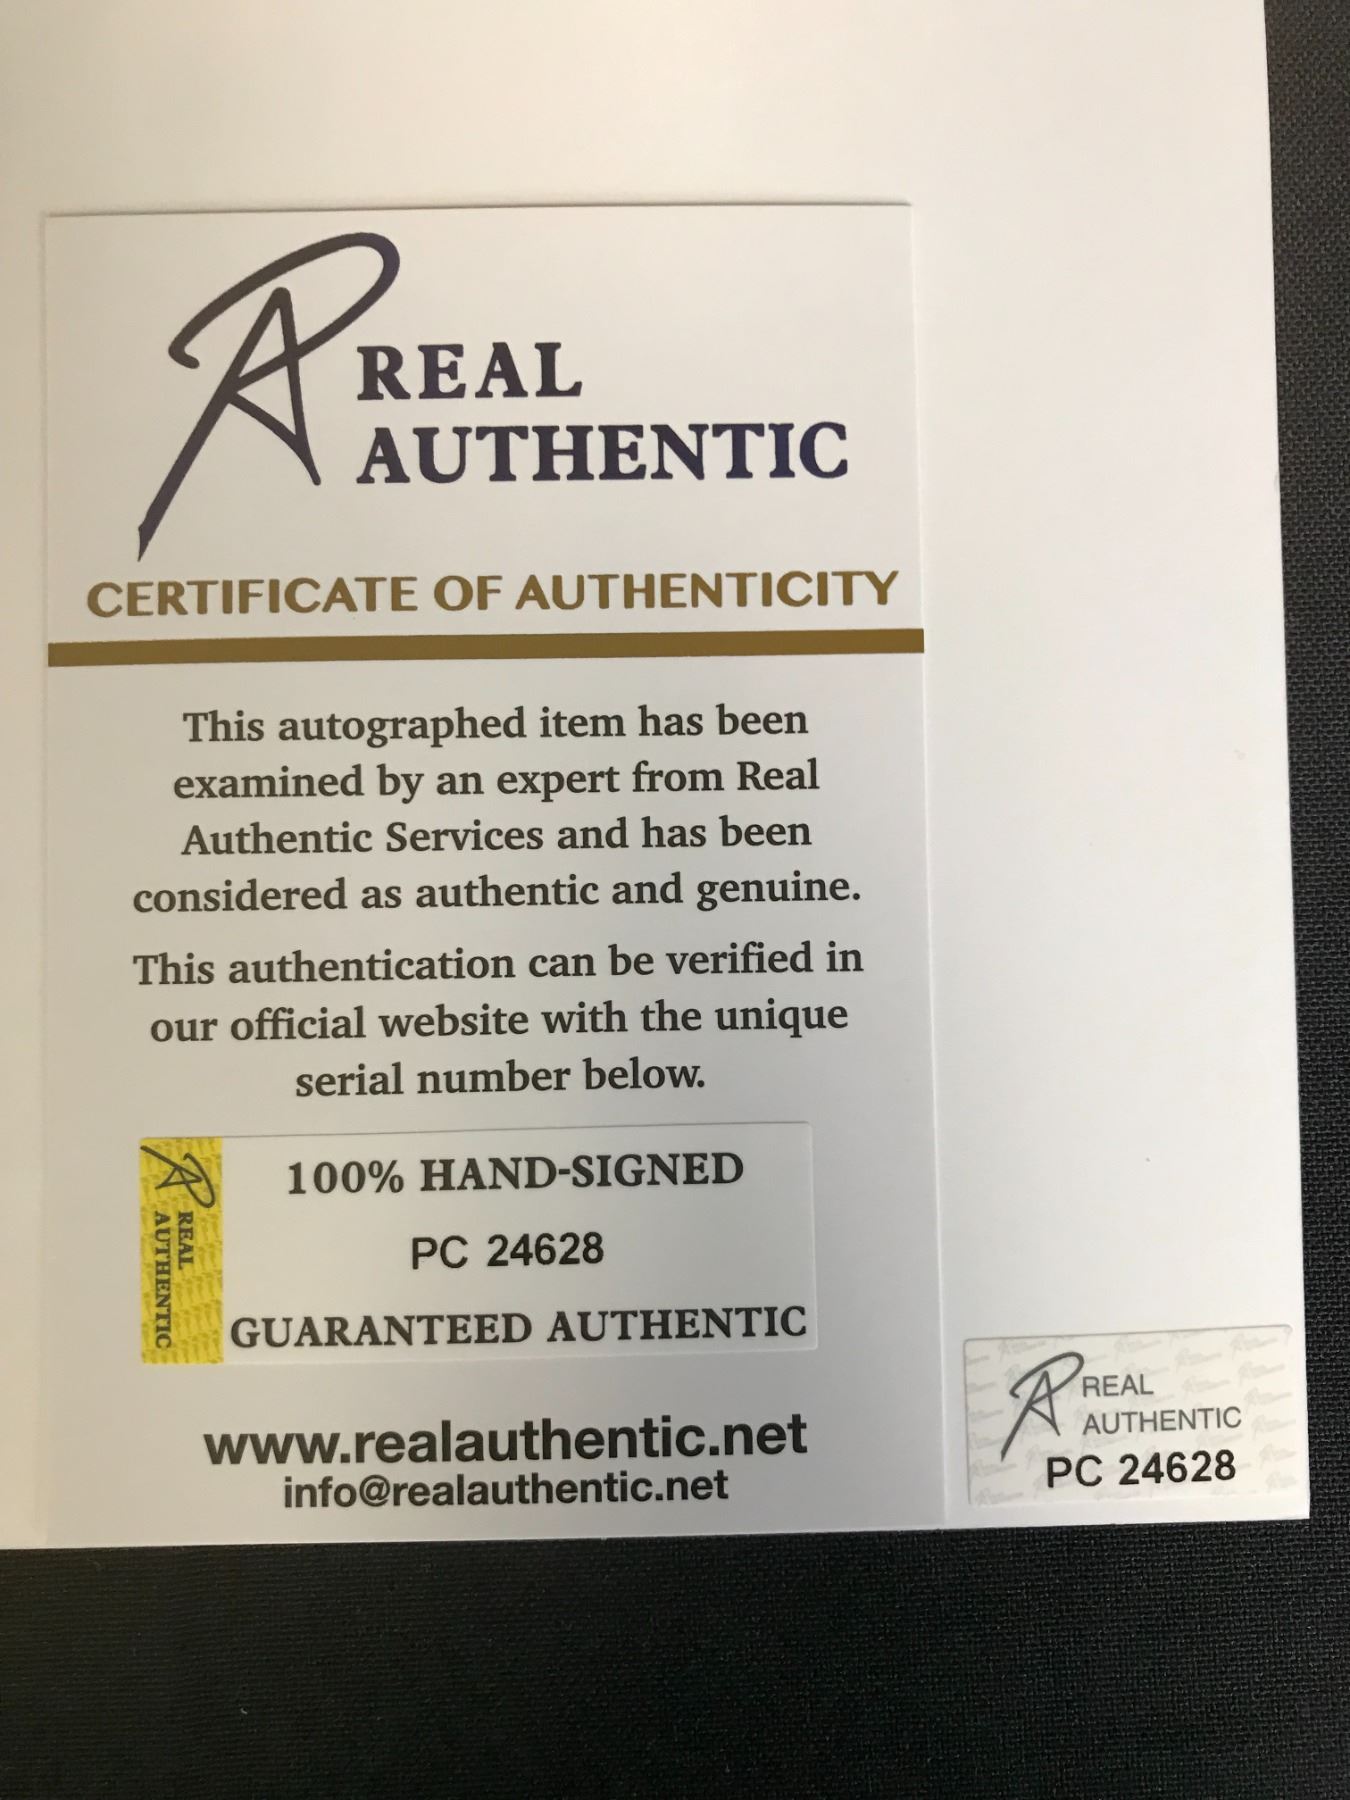 REAL
AUTHENTIC
CERTIFICATE OF AUTHENTICITY
This autographed item has been
examined by an expert from Real
Authentic Services and has been
considered as authentic and genuine.
This authentication can be verified in
our official website with the unique
serial number below.
REAL
AUTHENTIC
100% HAND-SIGNED
PC 24628
GUARANTEED AUTHENTIC
www.realauthentic.net
info@realauthentic.net
REAL
AUTHENTIC
PC 24628